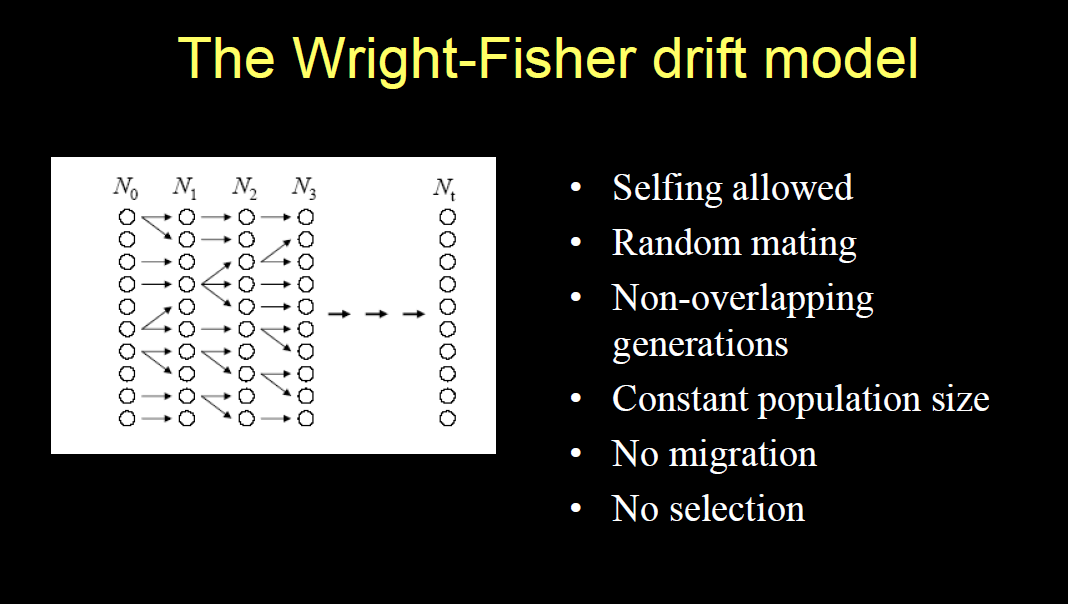 The Wright-Fisher drift model
N₀ N₁ N₂ N₃ Nₜ
• Selfing allowed
• Random mating
• Non-overlapping
generations
• Constant population size
• No migration
• No selection